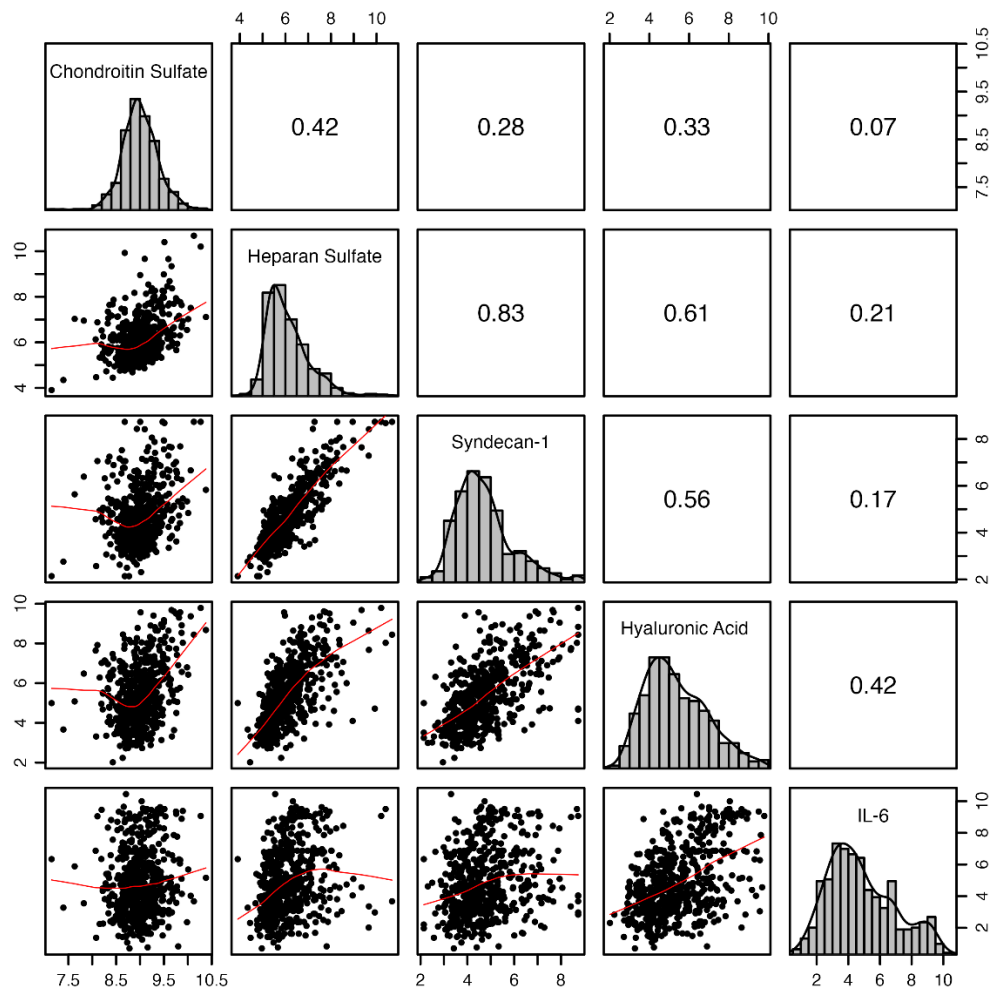 4 6 8 10 2 4 6 8 10
Chondroitin Sulfate 0.42 0.28 0.33 0.07 7.5 8.5 9.5 10.5
4 6 8 10 Heparan Sulfate 0.83 0.61 0.21
Syndecan-1 0.56 0.17 2 4 6 8
2 4 6 8 10 Hyaluronic Acid 0.42
IL-6 2 4 6 8 10
7.5 8.5 9.5 10.5 2 4 6 8 2 4 6 8 10